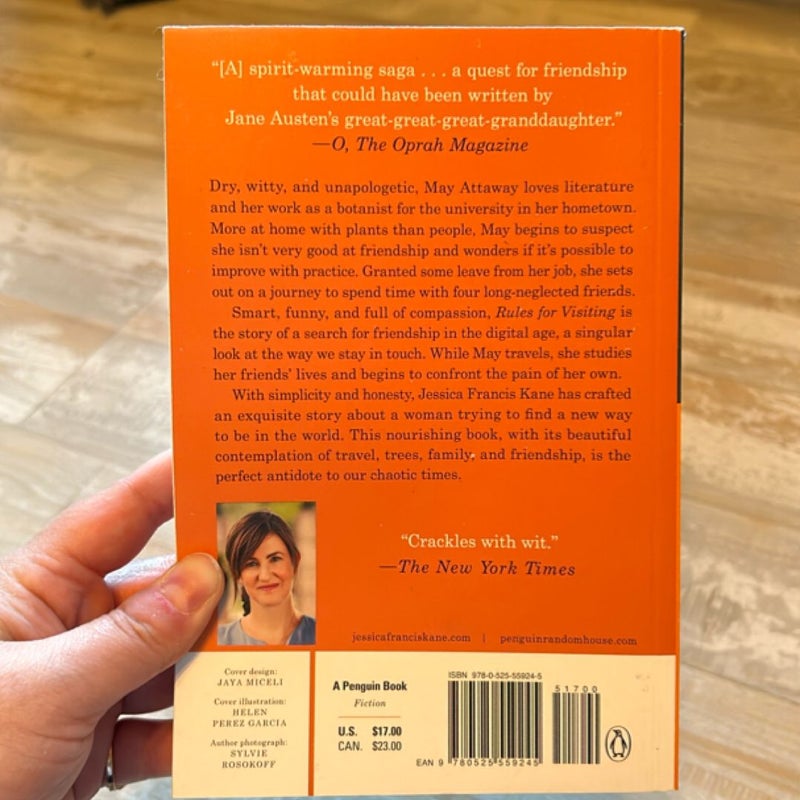 “[A] spirit-warming saga . . . a quest for friendship
that could have been written by
Jane Austen’s great-great-great-granddaughter.”
—O, The Oprah Magazine
Dry, witty, and unapologetic, May Attaway loves literature
and her work as a botanist for the university in her hometown.
More at home with plants than people, May begins to suspect
she isn’t very good at friendship and wonders if it’s possible to
improve with practice. Granted some leave from her job, she sets
out on a journey to spend time with four long-neglected friends.
Smart, funny, and full of compassion, Rules for Visiting is
the story of a search for friendship in the digital age, a singular
look at the way we stay in touch. While May travels, she studies
her friends’ lives and begins to confront the pain of her own.
With simplicity and honesty, Jessica Francis Kane has crafted
an exquisite story about a woman trying to find a new way
to be in the world. This nourishing book, with its beautiful
contemplation of travel, trees, family, and friendship, is the
perfect antidote to our chaotic times.
“Crackles with wit.”
—The New York Times
jessicafranciskane.com | penguinrandomhouse.com
Cover design:
JAYA MICELI
Cover illustration:
HELEN
PEREZ GARCIA
Author photograph:
SYLVIE
ROSOKOFF
A Penguin Book
Fiction
U.S. $17.00
CAN. $23.00
ISBN 978-0-525-55924-5
51700
EAN 9 780525 559245